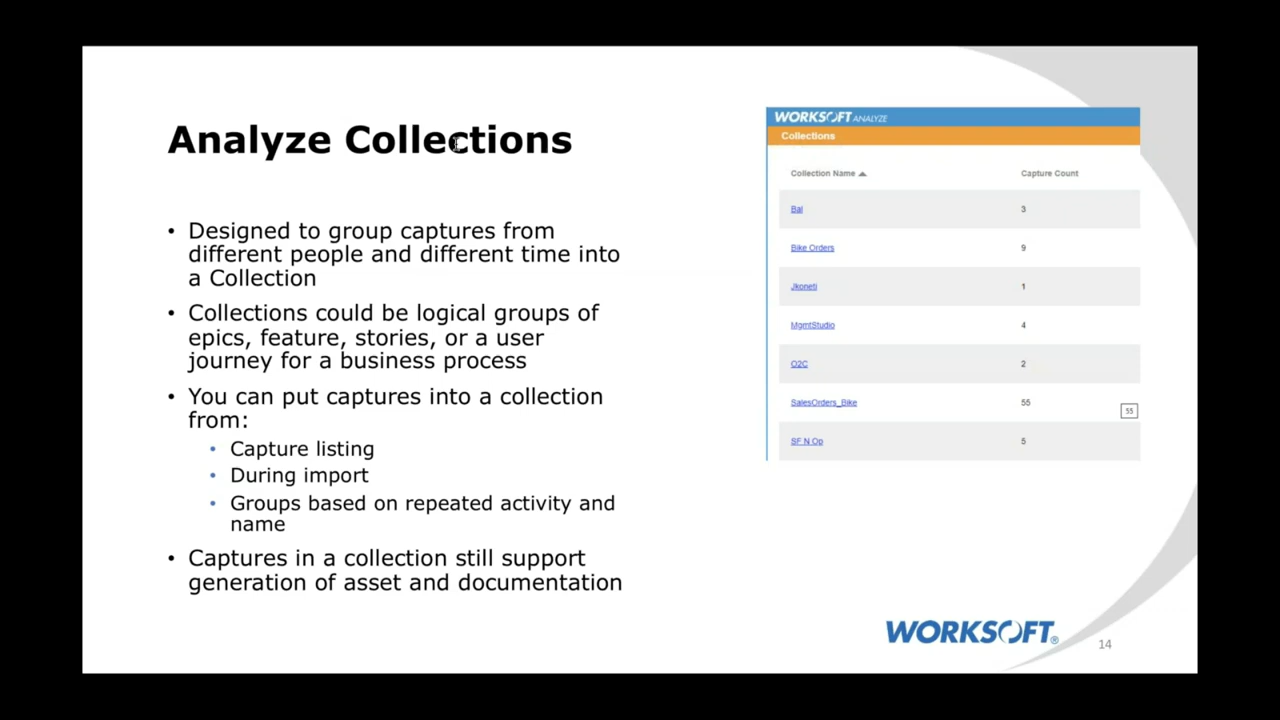 Analyze Collections
• Designed to group captures from
different people and different time into
a Collection
• Collections could be logical groups of
epics, feature, stories, or a user
journey for a business process
• You can put captures into a collection
from:
• Capture listing
• During import
• Groups based on repeated activity and
name
• Captures in a collection still support
generation of asset and documentation
WORKSOFT ANALYZE
Collections
Collection Name Capture Count
Bal 3
Bike Orders 9
Jkoneti 1
MgmtStudio 4
O2C 2
SalesOrders_Bike 55
55
SF N Op 5
WORKSOFT®
14